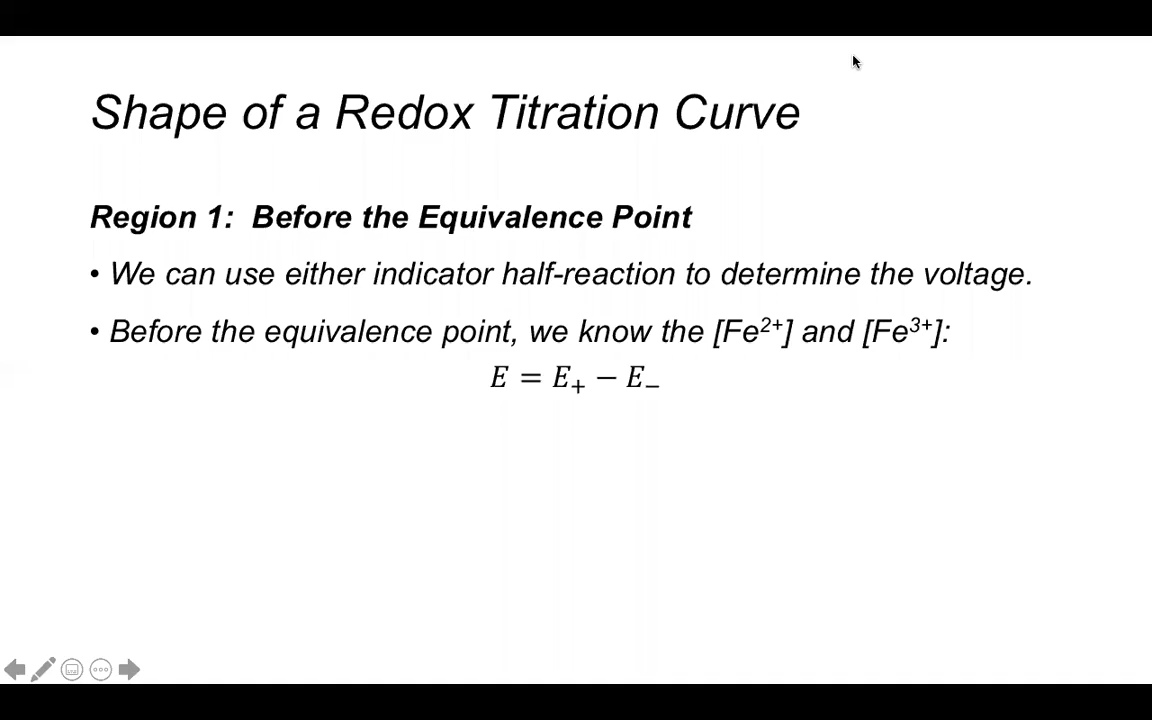 Shape of a Redox Titration Curve
Region 1: Before the Equivalence Point
• We can use either indicator half-reaction to determine the voltage.
• Before the equivalence point, we know the [Fe²⁺] and [Fe³⁺]:
𝐸 = 𝐸₊ − 𝐸₋